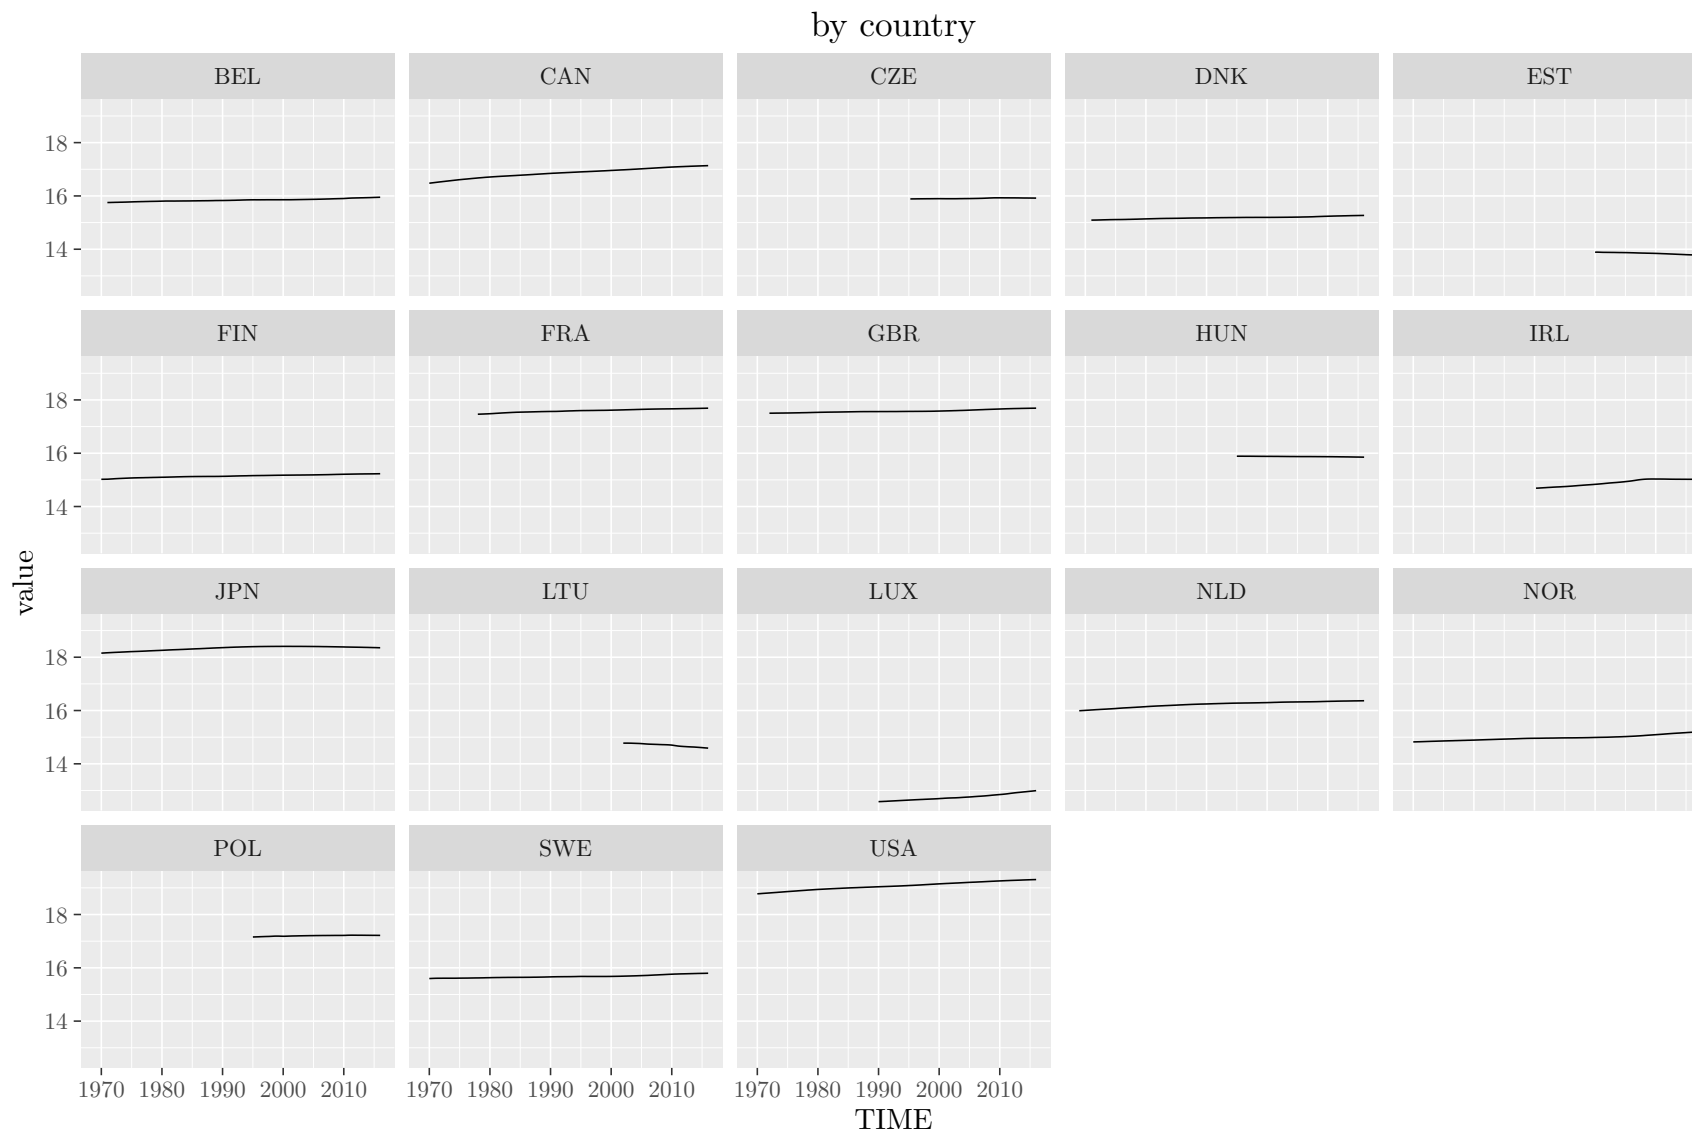 by country
BEL CAN CZE DNK EST
18
16
14
FIN FRA GBR HUN IRL
18
16
14
value
JPN LTU LUX NLD NOR
18
16
14
POL SWE USA
18
16
14
1970 1980 1990 2000 2010 1970 1980 1990 2000 2010 1970 1980 1990 2000 2010
TIME